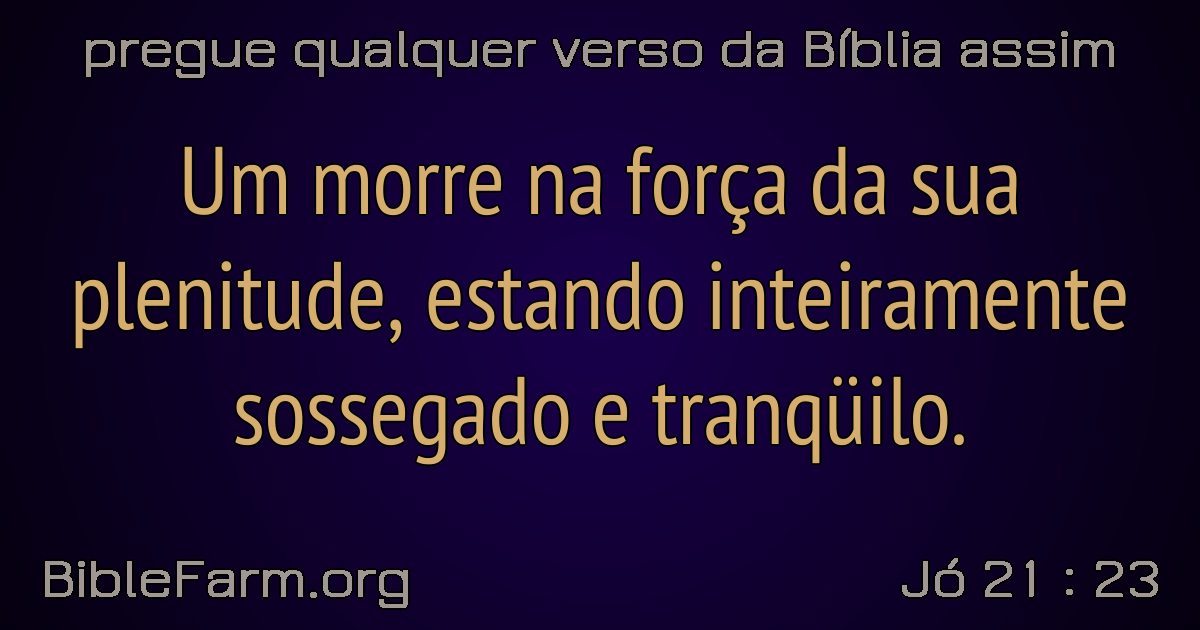 pregue qualquer verso da Bíblia assim
Um morre na força da sua
plenitude, estando inteiramente
sossegado e tranqüilo.
BibleFarm.org
Jó 21 : 23